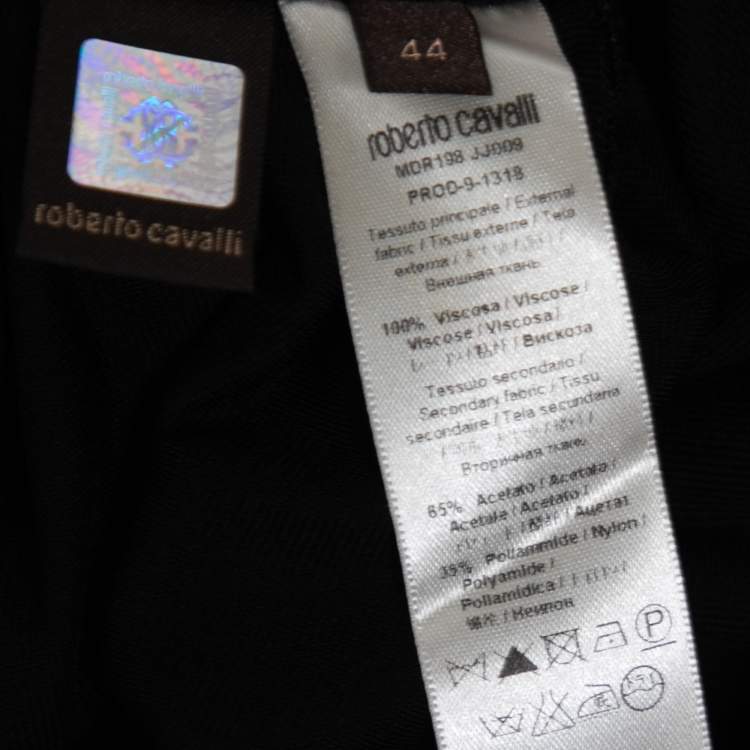 roberto cavalli
44
roberto cavalli
MDR198 JJ009
PROD-9-1318
Tessuto principale / External
fabric / Tissu externe / Tela
externa /
Внешняя ткань
100% Viscosa / Viscose /
Viscose / Viscosa /
/ Вискоза
Tessuto secondario /
Secondary fabric / Tissu
secondaire / Tela secundaria
Вторичная ткань
65% Acetato / Acetate /
Acetate / Acetato /
/ Ацетат
35% Poliammide / Nylon /
Polyamide /
Poliamidica /
/ Нейлон
P